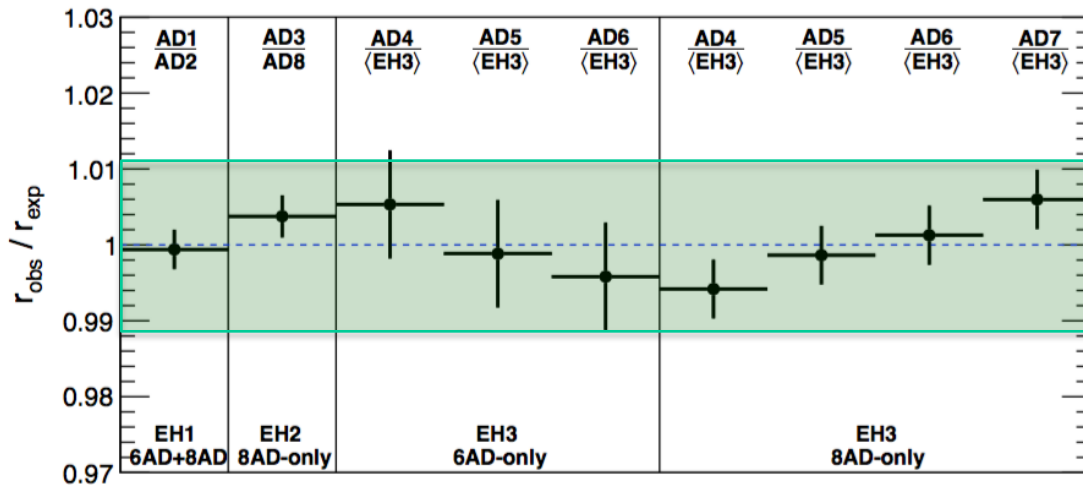 1.03
1.02
1.01
1
0.99
0.98
0.97
r_obs / r_exp
AD1 AD3 AD4 AD5 AD6 AD4 AD5 AD6 AD7
AD2 AD8 ⟨EH3⟩ ⟨EH3⟩ ⟨EH3⟩ ⟨EH3⟩ ⟨EH3⟩ ⟨EH3⟩ ⟨EH3⟩
EH1 EH2 EH3 EH3
6AD+8AD 8AD-only 6AD-only 8AD-only